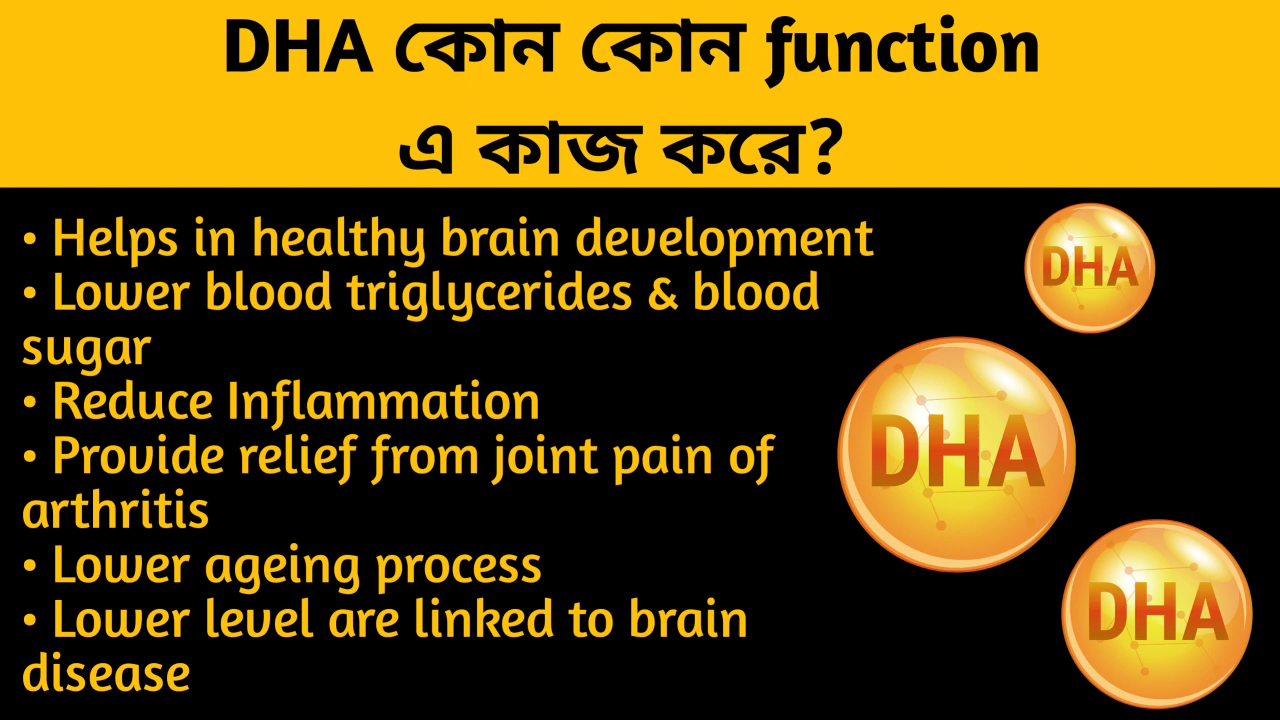 DHA কোন কোন function
এ কাজ করে?
• Helps in healthy brain development
• Lower blood triglycerides & blood
sugar
• Reduce Inflammation
• Provide relief from joint pain of
arthritis
• Lower ageing process
• Lower level are linked to brain
disease
DHA
DHA
DHA